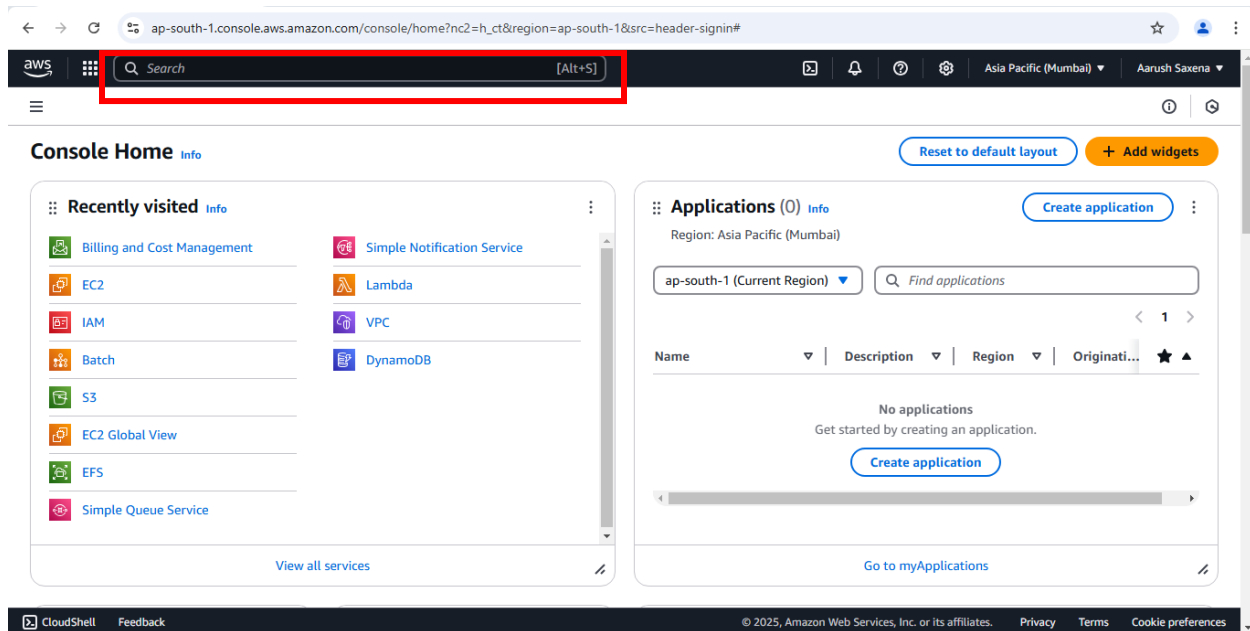 ap-south-1.console.aws.amazon.com/console/home?nc2=h_ct&region=ap-south-1&src=header-signin#
aws
Search
[Alt+S]
Asia Pacific (Mumbai)
Aarush Saxena
Console Home Info
Reset to default layout
+ Add widgets
Recently visited Info
Billing and Cost Management
EC2
IAM
Batch
S3
EC2 Global View
EFS
Simple Queue Service
Simple Notification Service
Lambda
VPC
DynamoDB
View all services
Applications (0) Info
Create application
Region: Asia Pacific (Mumbai)
ap-south-1 (Current Region)
Find applications
1
Name
Description
Region
Originati...
No applications
Get started by creating an application.
Create application
Go to myApplications
CloudShell
Feedback
© 2025, Amazon Web Services, Inc. or its affiliates.
Privacy
Terms
Cookie preferences